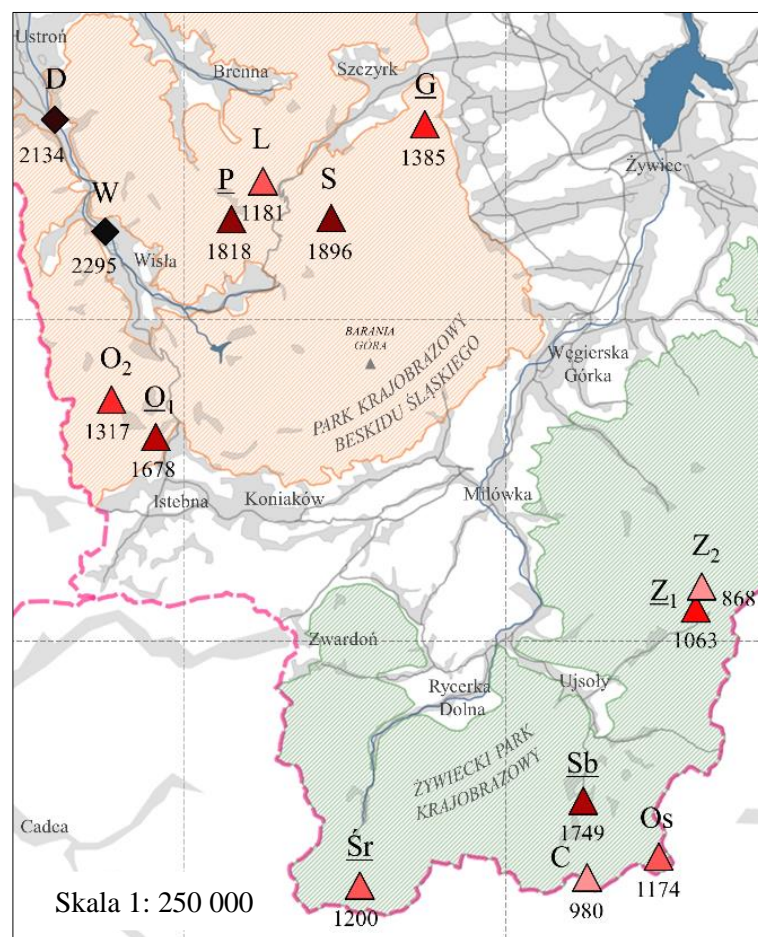 Ustroń
Brenna
Szczyrk
D
G
2134
1385
L
Żywiec
P
S
1181
W
1818
1896
2295
Wisła
BARANIA
GÓRA
PARK KRAJOBRAZOWY
BESKIDU ŚLĄSKIEGO
Węgierska
Górka
O2
1317
O1
1678
Istebna
Koniaków
Milówka
Z2
868
Z1
1063
Zwardoń
Rycerka
Dolna
Ujsoły
ŻYWIECKI PARK
KRAJOBRAZOWY
Sb
1749
Cadca
Os
1174
Śr
C
1200
980
Skala 1: 250 000